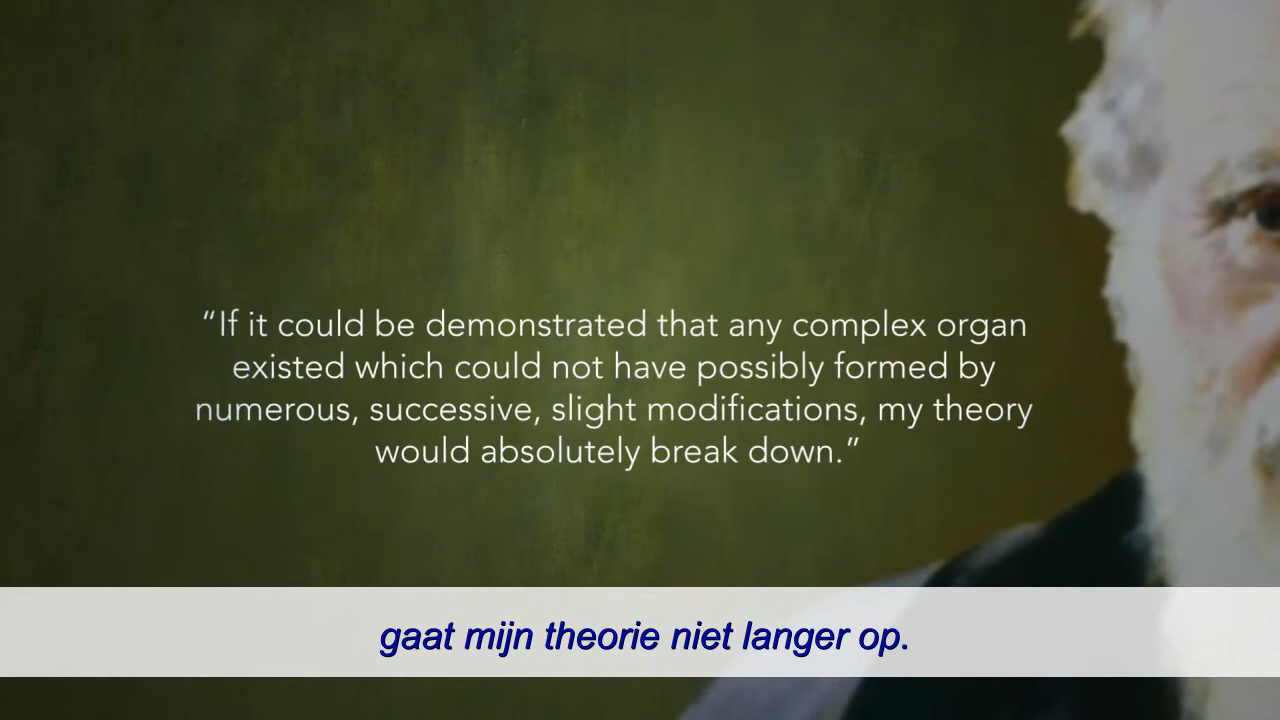 “If it could be demonstrated that any complex organ
existed which could not have possibly formed by
numerous, successive, slight modifications, my theory
would absolutely break down.”
gaat mijn theorie niet langer op.